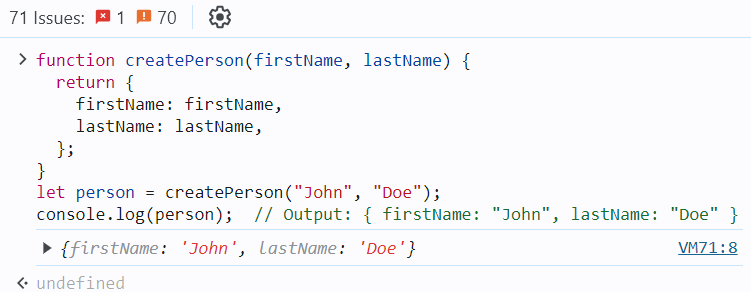 71 Issues: 1 70
function createPerson(firstName, lastName) {
  return {
    firstName: firstName,
    lastName: lastName,
  };
}
let person = createPerson("John", "Doe");
console.log(person);  // Output: { firstName: "John", lastName: "Doe" }
{firstName: 'John', lastName: 'Doe'} VM71:8
undefined